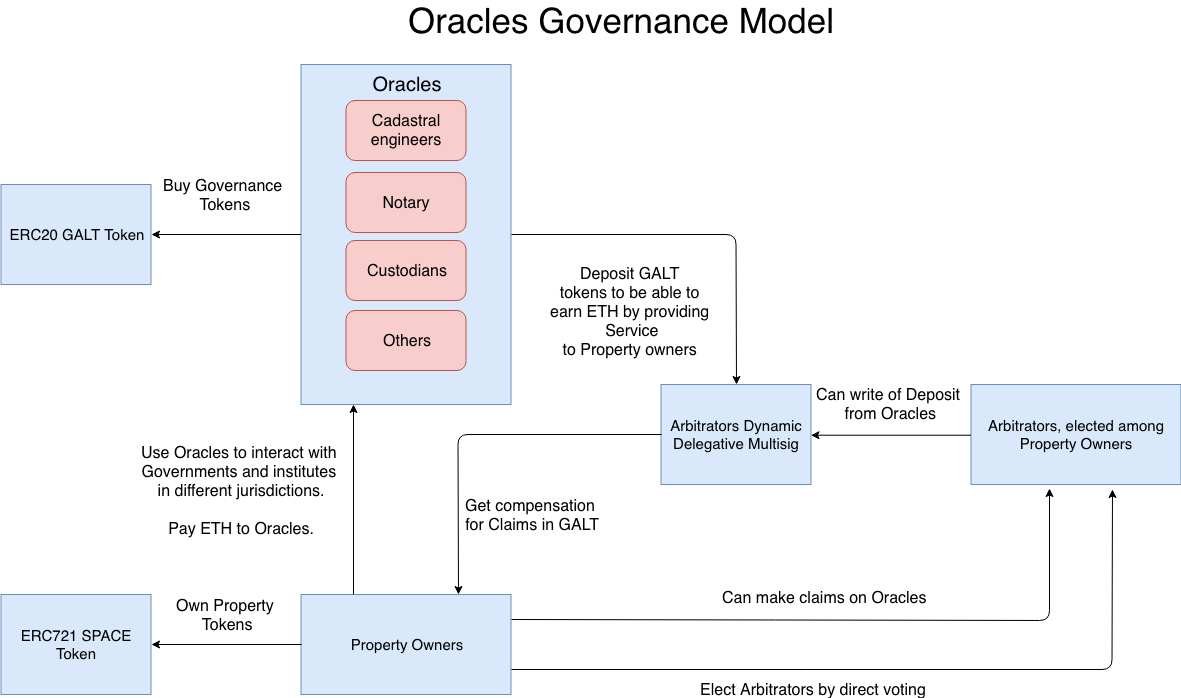 Oracles Governance Model
Oracles
Cadastral
engineers
Notary
Custodians
Others
Buy Governance
Tokens
ERC20 GALT Token
Deposit GALT
tokens to be able to
earn ETH by providing
Service
to Property owners
Arbitrators Dynamic
Delegative Multisig
Can write of Deposit
from Oracles
Arbitrators, elected among
Property Owners
Use Oracles to interact with
Governments and institutes
in different jurisdictions.
Pay ETH to Oracles.
Get compensation
for Claims in GALT
Own Property
Tokens
ERC721 SPACE
Token
Property Owners
Can make claims on Oracles
Elect Arbitrators by direct voting